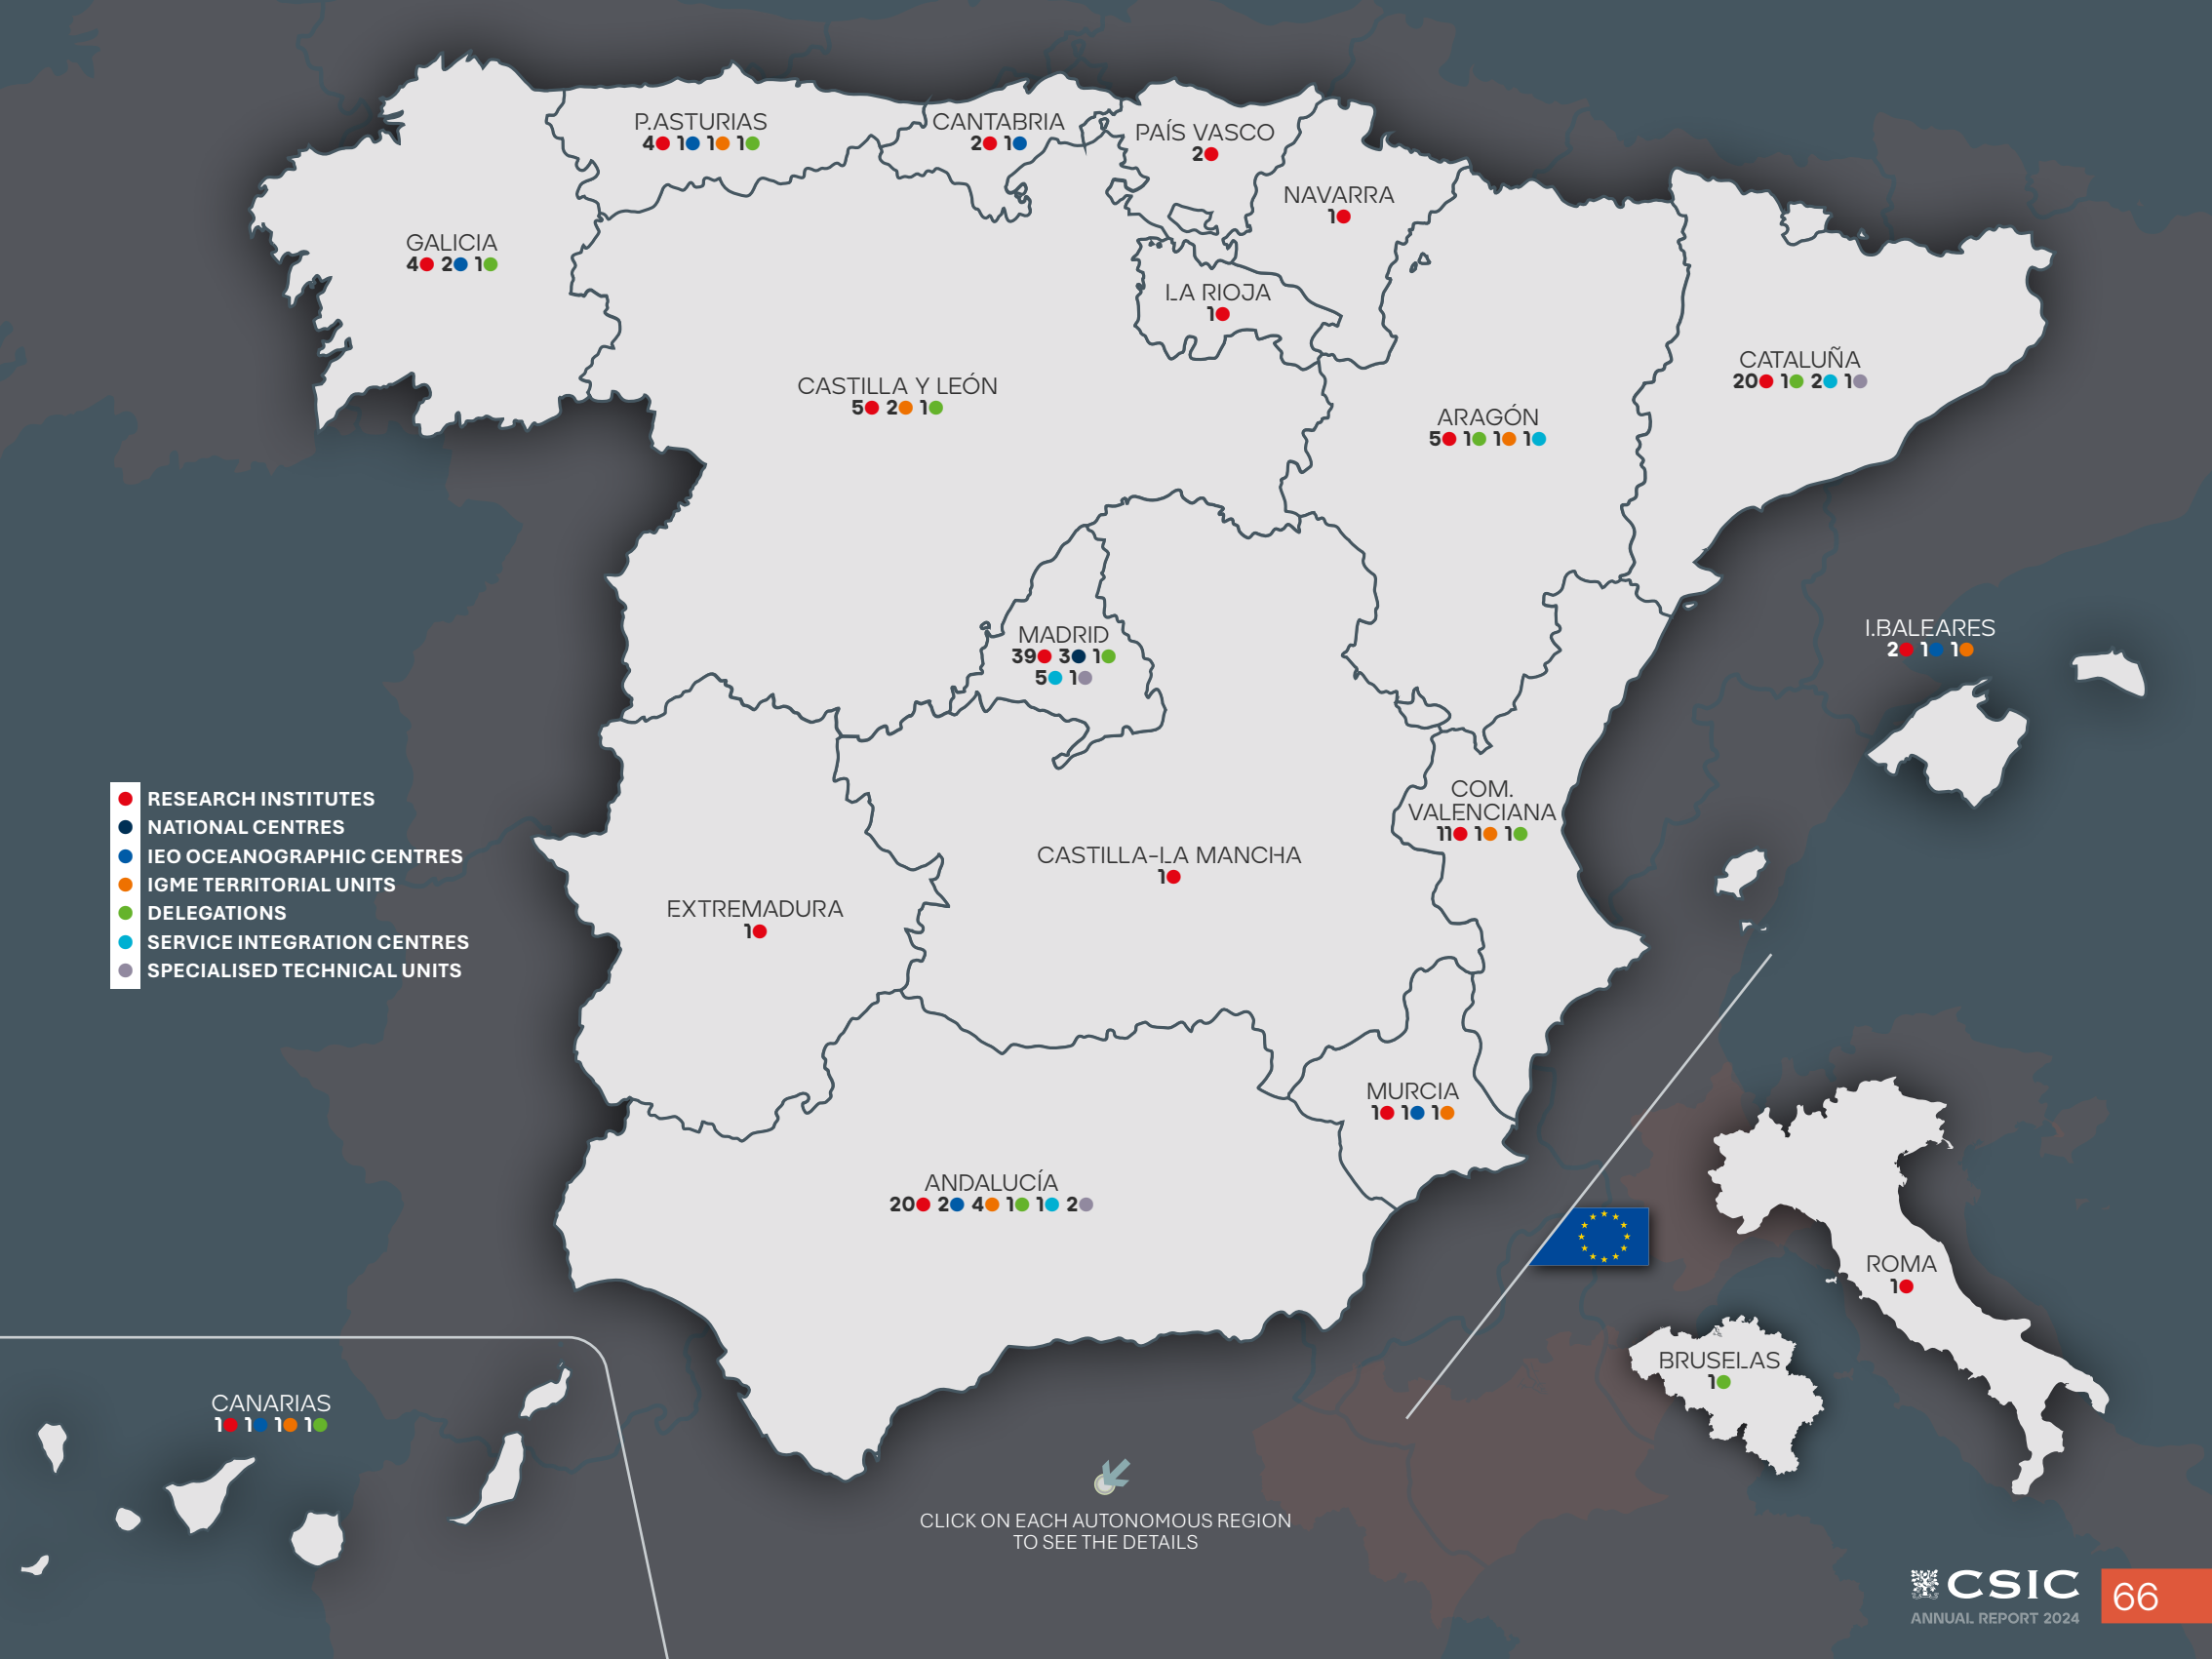 P.ASTURIAS
4 1 1 1
CANTABRIA
2 1
PAÍS VASCO
2
NAVARRA
1
GALICIA
4 2 1
LA RIOJA
1
CATALUÑA
20 1 2 1
CASTILLA Y LEÓN
5 2 1
ARAGÓN
5 1 1 1
MADRID
39 3 1
5 1
I.BALEARES
2 1 1
RESEARCH INSTITUTES
NATIONAL CENTRES
IEO OCEANOGRAPHIC CENTRES
IGME TERRITORIAL UNITS
DELEGATIONS
SERVICE INTEGRATION CENTRES
SPECIALISED TECHNICAL UNITS
COM.
VALENCIANA
11 1 1
CASTILLA-LA MANCHA
1
EXTREMADURA
1
MURCIA
1 1 1
ANDALUCÍA
20 2 4 1 1 2
ROMA
1
BRUSELAS
1
CANARIAS
1 1 1 1
CLICK ON EACH AUTONOMOUS REGION
TO SEE THE DETAILS
CSIC
ANNUAL REPORT 2024
66